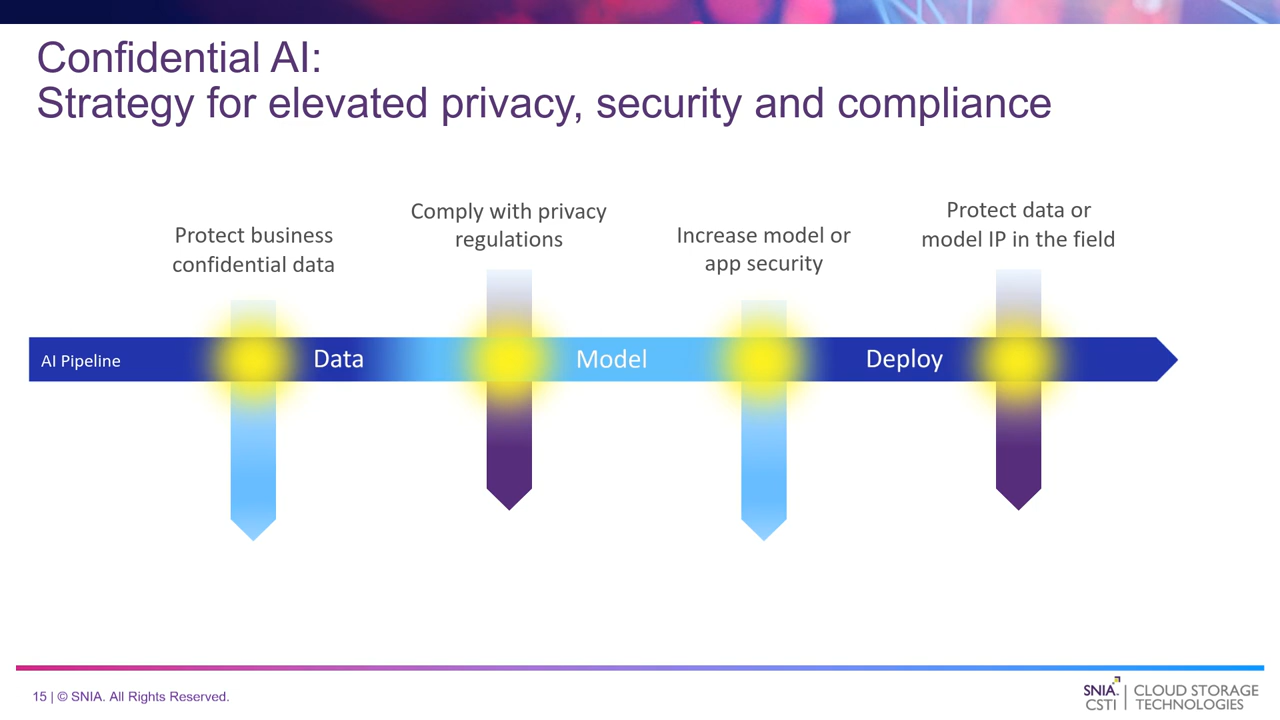 Confidential AI:
Strategy for elevated privacy, security and compliance
Protect business
confidential data
Comply with privacy
regulations
Increase model or
app security
Protect data or
model IP in the field
AI Pipeline
Data
Model
Deploy
15 | © SNIA. All Rights Reserved.
SNIA.
CSTI
CLOUD STORAGE
TECHNOLOGIES